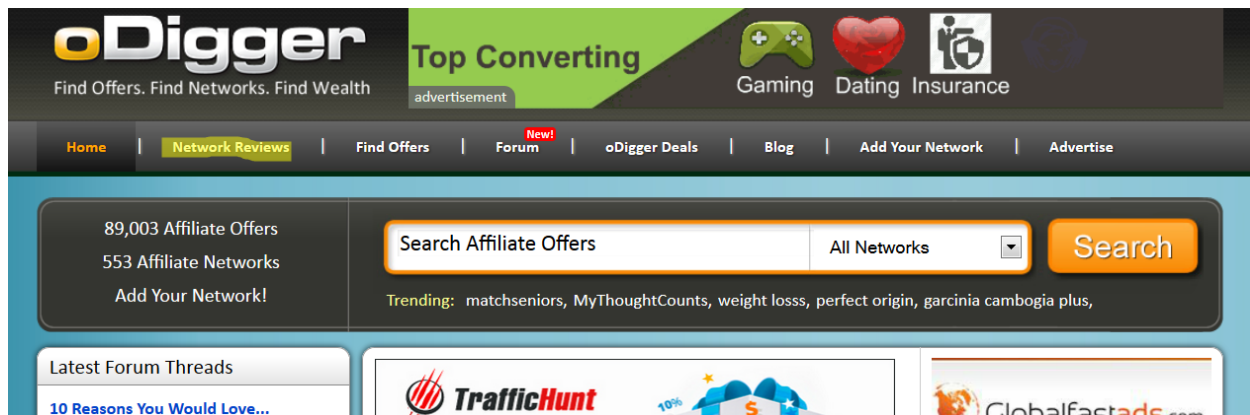 oDigger
Find Offers. Find Networks. Find Wealth
Top Converting
advertisement
Gaming Dating Insurance
Home | Network Reviews | Find Offers | Forum New! | oDigger Deals | Blog | Add Your Network | Advertise
89,003 Affiliate Offers
553 Affiliate Networks
Add Your Network!
Search Affiliate Offers All Networks Search
Trending: matchseniors, MyThoughtCounts, weight losss, perfect origin, garcinia cambogia plus,
Latest Forum Threads
10 Reasons You Would Love...
TrafficHunt
10%
$
Globalfastads.com